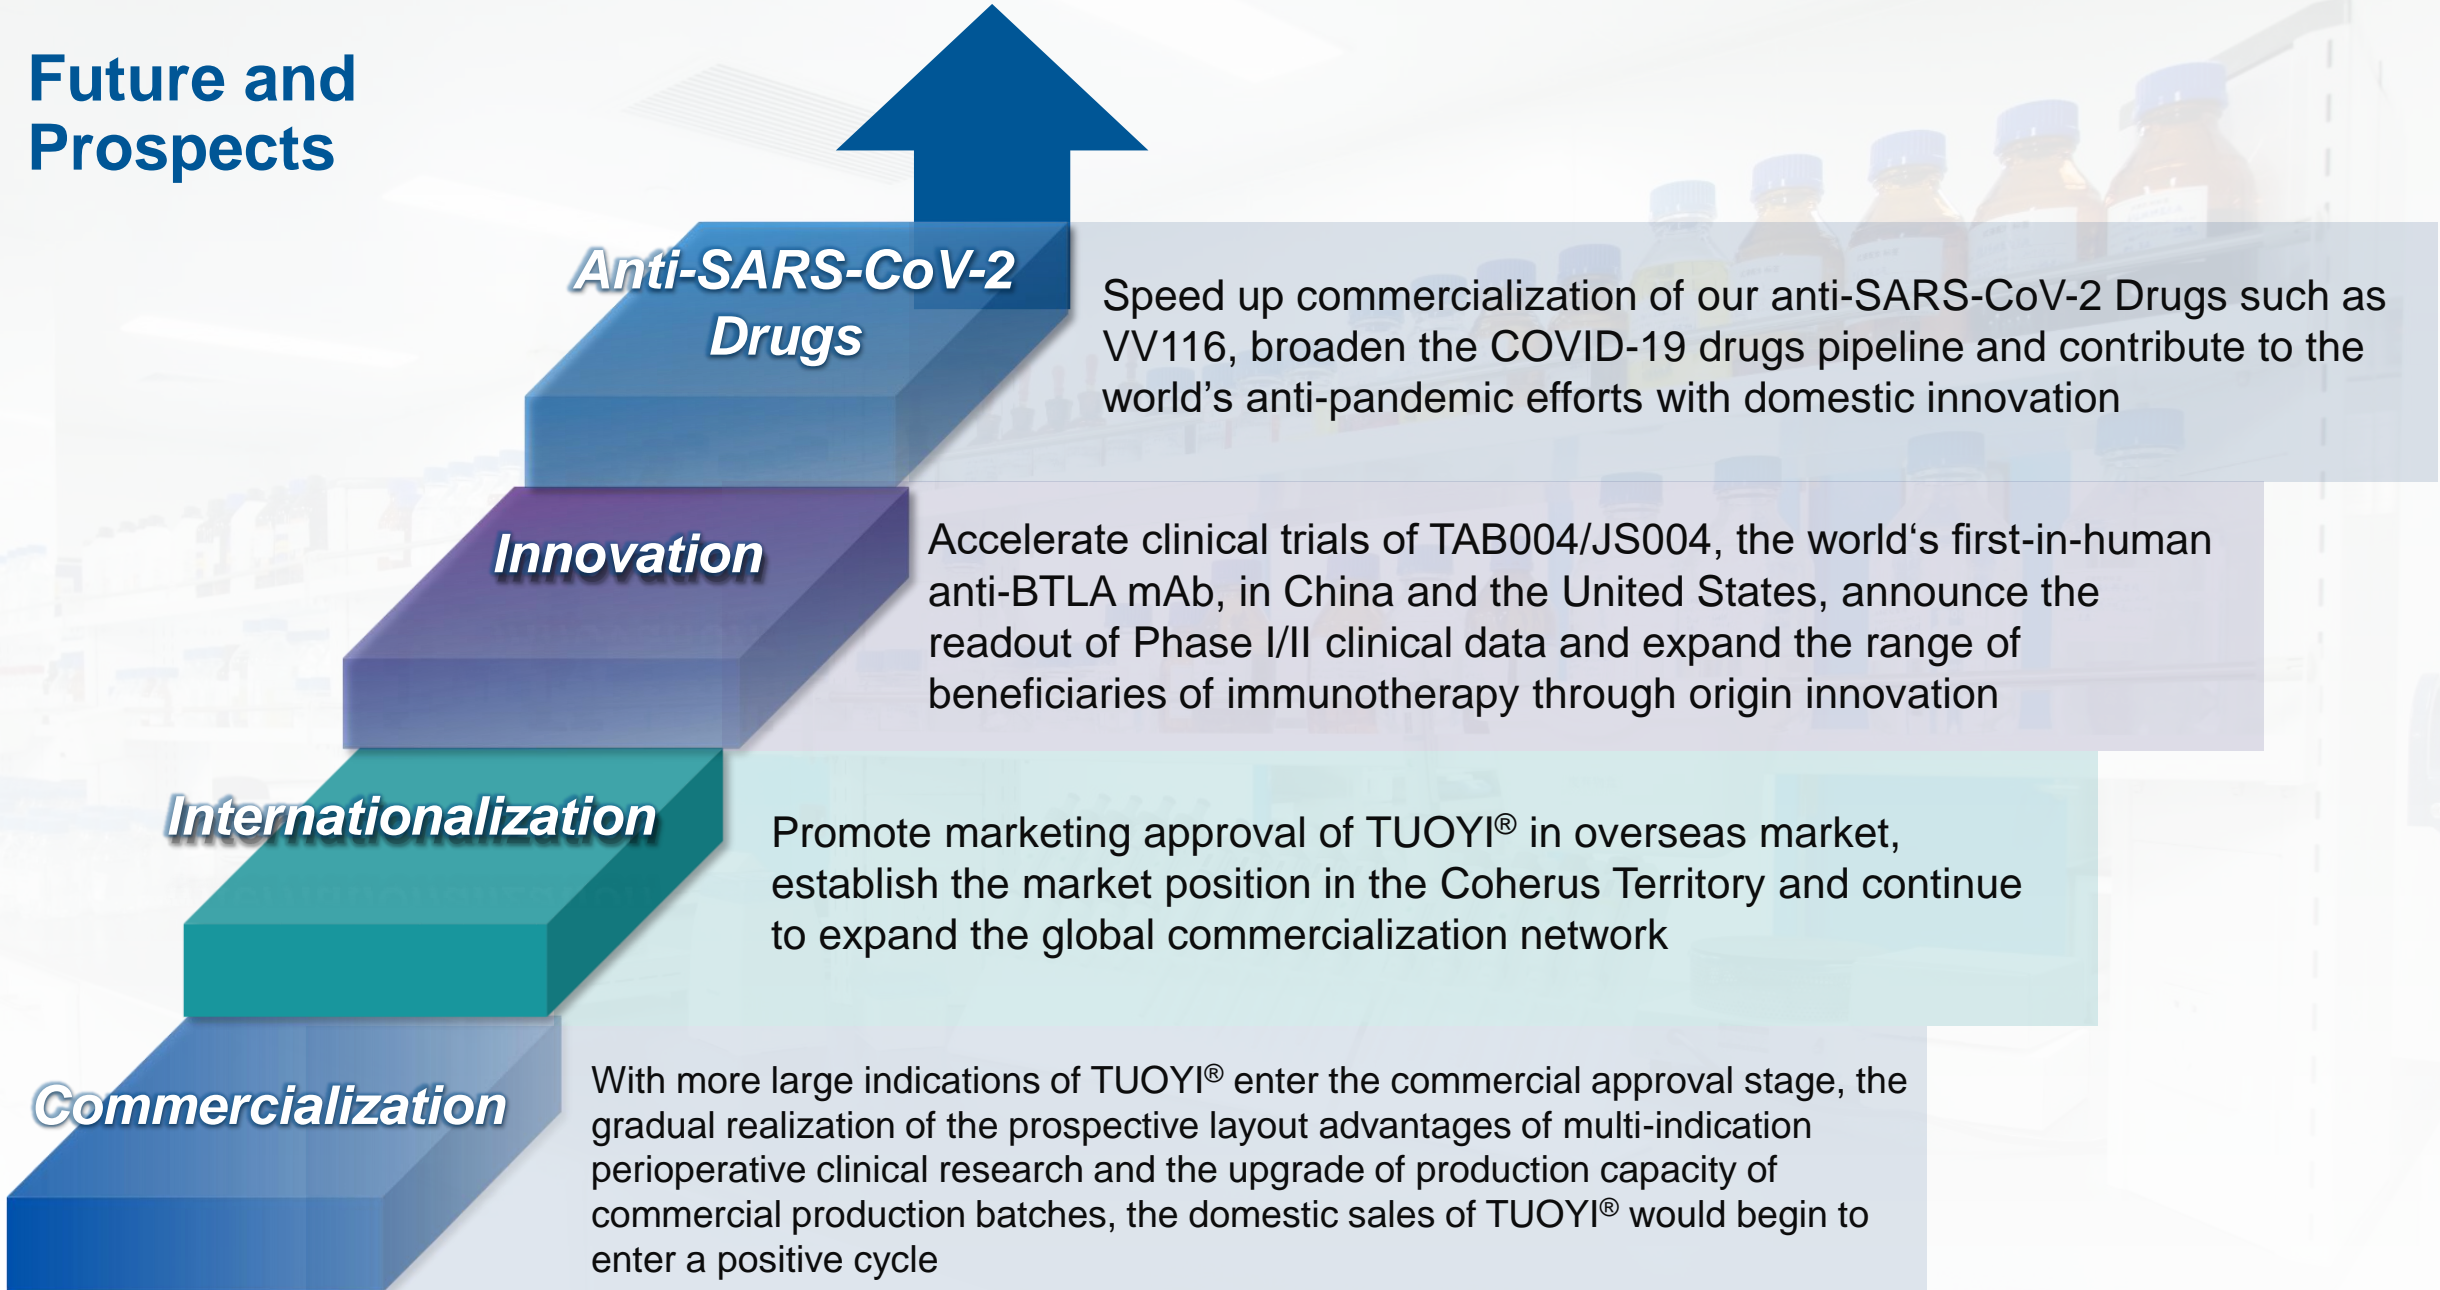 Future and
Prospects
Anti-SARS-CoV-2
Drugs
Speed up commercialization of our anti-SARS-CoV-2 Drugs such as
VV116, broaden the COVID-19 drugs pipeline and contribute to the
world’s anti-pandemic efforts with domestic innovation
Innovation
Accelerate clinical trials of TAB004/JS004, the world‘s first-in-human
anti-BTLA mAb, in China and the United States, announce the
readout of Phase I/II clinical data and expand the range of
beneficiaries of immunotherapy through origin innovation
Internationalization
Promote marketing approval of TUOYI® in overseas market,
establish the market position in the Coherus Territory and continue
to expand the global commercialization network
Commercialization
With more large indications of TUOYI® enter the commercial approval stage, the
gradual realization of the prospective layout advantages of multi-indication
perioperative clinical research and the upgrade of production capacity of
commercial production batches, the domestic sales of TUOYI® would begin to
enter a positive cycle